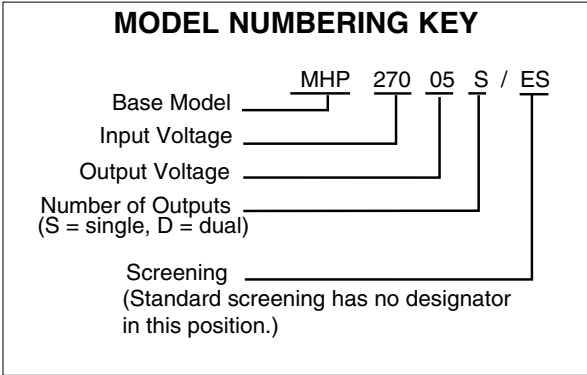 MODEL NUMBERING KEY
MHP 270 05 S / ES
Base Model
Input Voltage
Output Voltage
Number of Outputs
(S = single, D = dual)
Screening
(Standard screening has no designator
in this position.)